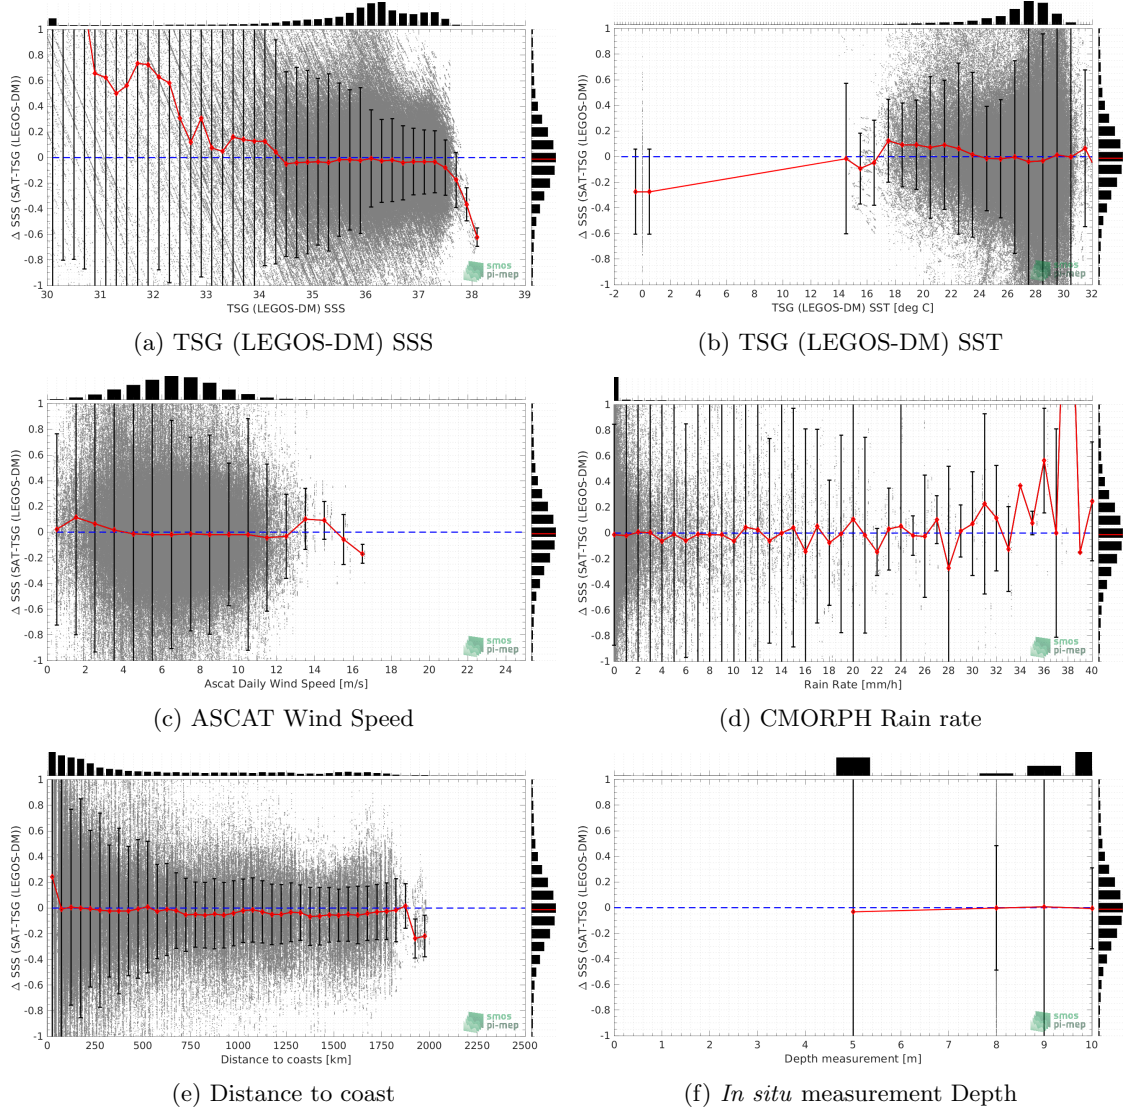 1
0.8
0.6
0.4
0.2
0
-0.2
-0.4
-0.6
-0.8
-1
Δ SSS (SAT-TSG (LEGOS-DM))
30 31 32 33 34 35 36 37 38 39
TSG (LEGOS-DM) SSS
smos
pi-mep
(a) TSG (LEGOS-DM) SSS
1
0.8
0.6
0.4
0.2
0
-0.2
-0.4
-0.6
-0.8
-1
Δ SSS (SAT-TSG (LEGOS-DM))
-2 0 2 4 6 8 10 12 14 16 18 20 22 24 26 28 30 32
TSG (LEGOS-DM) SST [deg C]
smos
pi-mep
(b) TSG (LEGOS-DM) SST
1
0.8
0.6
0.4
0.2
0
-0.2
-0.4
-0.6
-0.8
-1
Δ SSS (SAT-TSG (LEGOS-DM))
0 2 4 6 8 10 12 14 16 18 20 22 24
Ascat Daily Wind Speed [m/s]
smos
pi-mep
(c) ASCAT Wind Speed
1
0.8
0.6
0.4
0.2
0
-0.2
-0.4
-0.6
-0.8
-1
Δ SSS (SAT-TSG (LEGOS-DM))
0 2 4 6 8 10 12 14 16 18 20 22 24 26 28 30 32 34 36 38 40
Rain Rate [mm/h]
smos
pi-mep
(d) CMORPH Rain rate
1
0.8
0.6
0.4
0.2
0
-0.2
-0.4
-0.6
-0.8
-1
Δ SSS (SAT-TSG (LEGOS-DM))
0 250 500 750 1000 1250 1500 1750 2000 2250 2500
Distance to coasts [km]
smos
pi-mep
(e) Distance to coast
1
0.8
0.6
0.4
0.2
0
-0.2
-0.4
-0.6
-0.8
-1
Δ SSS (SAT-TSG (LEGOS-DM))
0 1 2 3 4 5 6 7 8 9 10
Depth measurement [m]
smos
pi-mep
(f) In situ measurement Depth